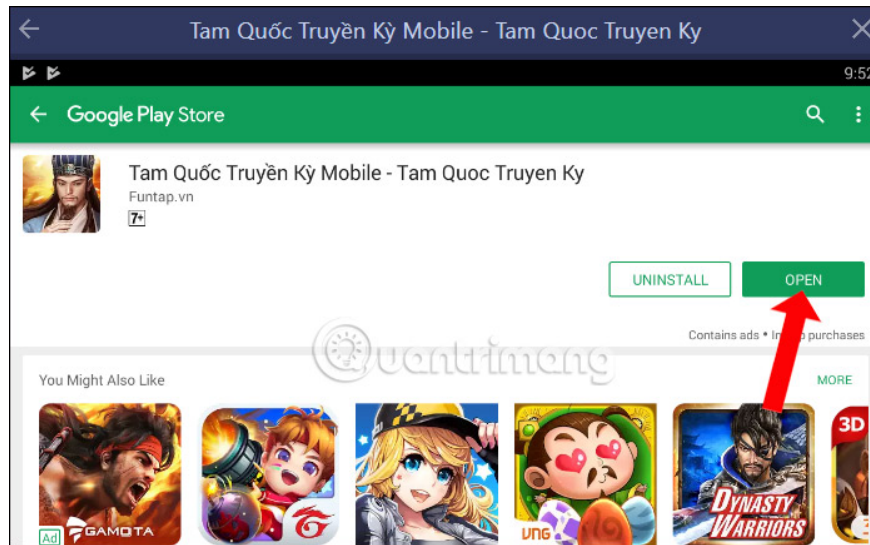 Tam Quốc Truyền Kỳ Mobile - Tam Quoc Truyen Ky
9:52
Google Play Store
Tam Quốc Truyền Kỳ Mobile - Tam Quoc Truyen Ky
Funtap.vn
7+
UNINSTALL
OPEN
Contains ads • purchases
Quantrimang
You Might Also Like
MORE
3D
Ad
GAMOTA
VNG
DYNASTY
WARRIORS